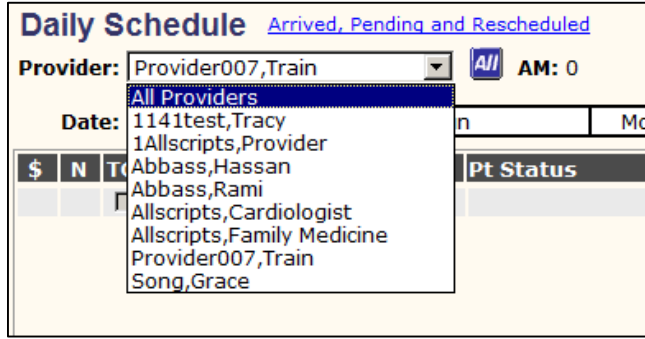 Daily Schedule Arrived, Pending and Rescheduled
Provider: Provider007,Train All AM: 0
All Providers
Date: 1141test,Tracy
1Allscripts,Provider
$ N Pt Status
Abbass,Hassan
Abbass,Rami
Allscripts,Cardiologist
Allscripts,Family Medicine
Provider007,Train
Song,Grace